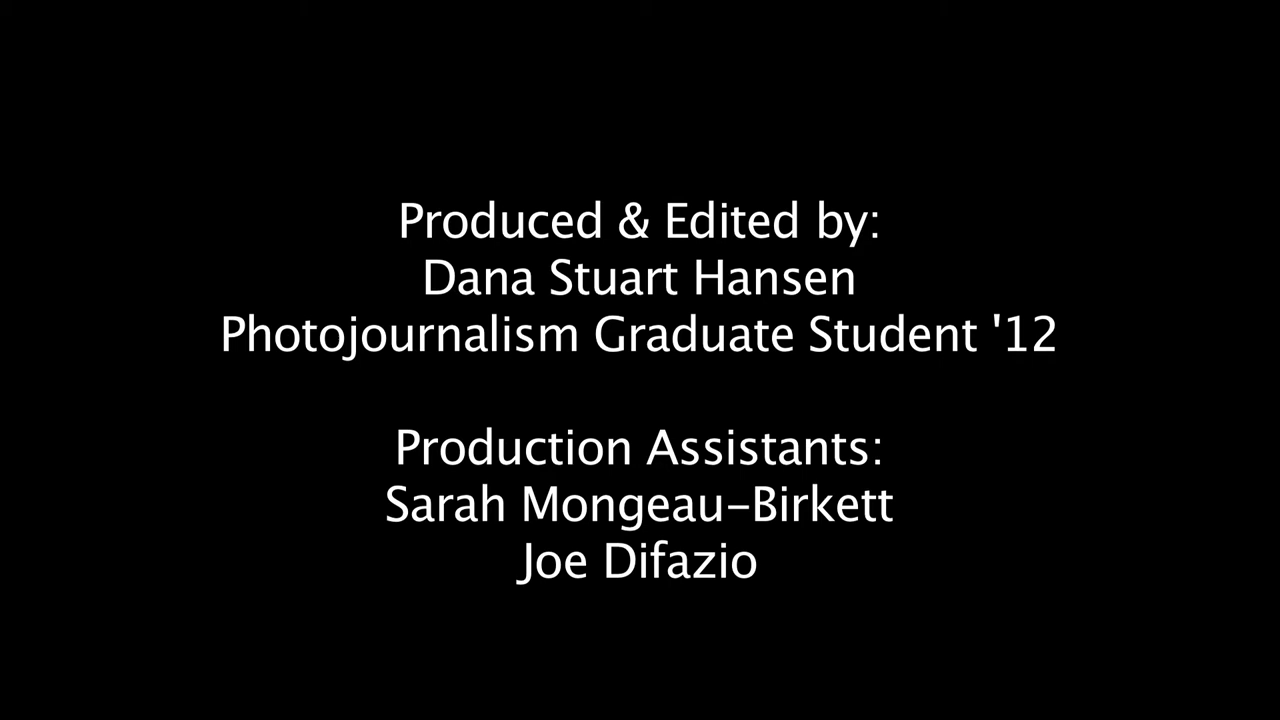 Produced & Edited by:
Dana Stuart Hansen
Photojournalism Graduate Student '12
Production Assistants:
Sarah Mongeau-Birkett
Joe Difazio